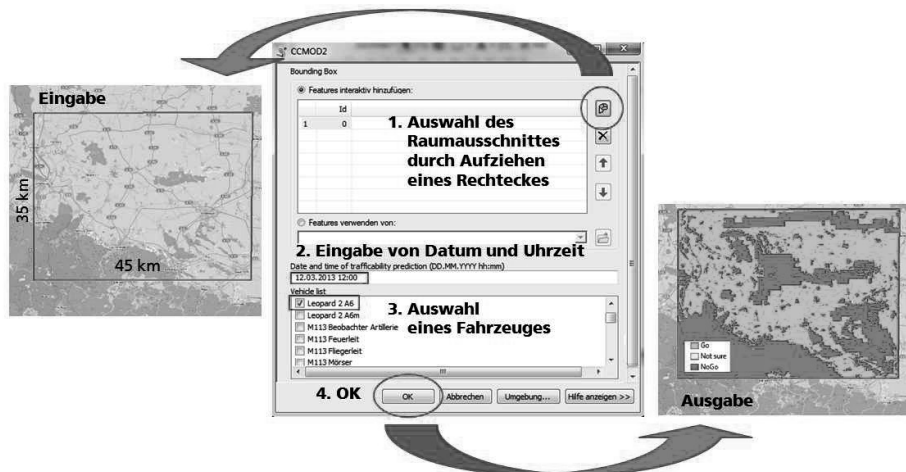 Eingabe
35 km
45 km
CCMOD2
Bounding Box
Features interaktiv hinzufügen:
Id
1 0
1. Auswahl des
Raumausschnittes
durch Aufziehen
eines Rechteckes
Features verwenden von:
2. Eingabe von Datum und Uhrzeit
Date and time of trafficability prediction (DD.MM.YYYY hh:mm)
12.03.2013 12:00
Vehicle list
Leopard 2 A6
Leopard 2 A6m
M113 Beobachter Artillerie
M113 Feuerleit
M113 Fliegerleit
M113 Mörser
3. Auswahl
eines Fahrzeuges
4. OK
OK
Abbrechen
Umgebung...
Hilfe anzeigen >>
Go
Not sure
NoGo
Ausgabe